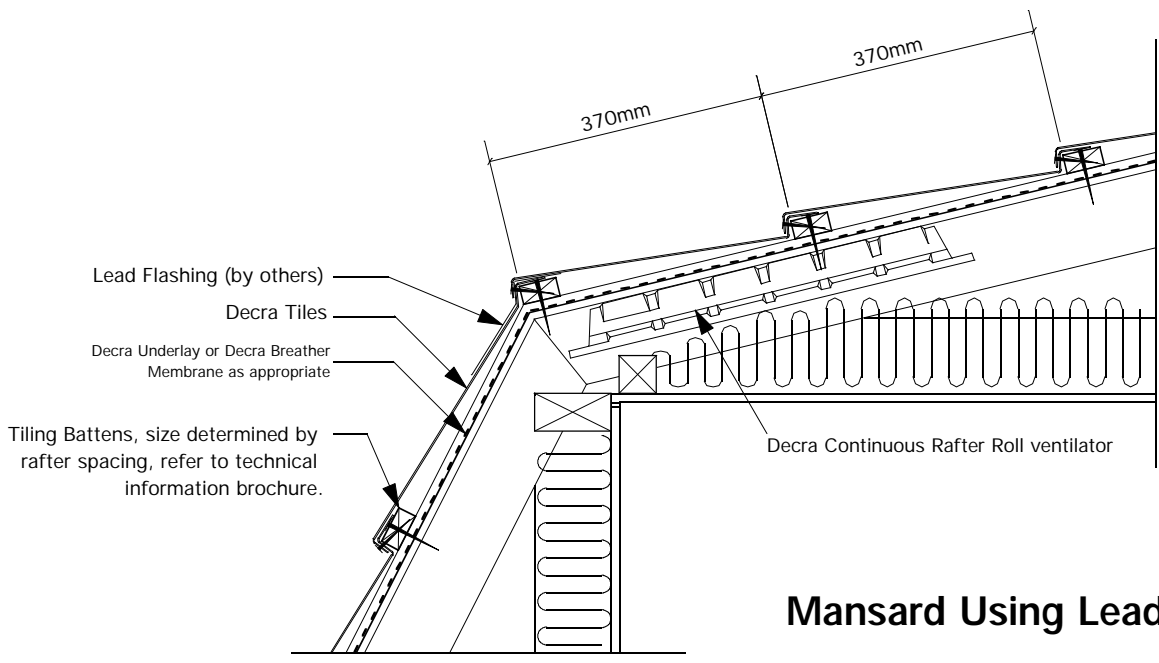 370mm
370mm
Lead Flashing (by others)
Decra Tiles
Decra Underlay or Decra Breather
Membrane as appropriate
Tiling Battens, size determined by
rafter spacing, refer to technical
information brochure.
Decra Continuous Rafter Roll ventilator
Mansard Using Lead